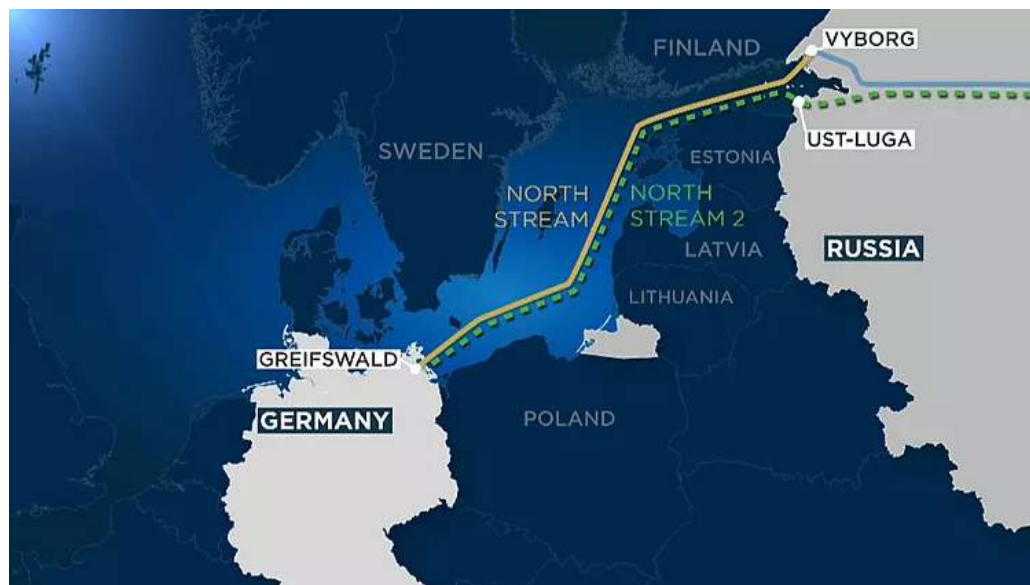 FINLAND
VYBORG
UST-LUGA
SWEDEN
ESTONIA
NORTH
STREAM
NORTH
STREAM 2
LATVIA
RUSSIA
LITHUANIA
GREIFSWALD
GERMANY
POLAND